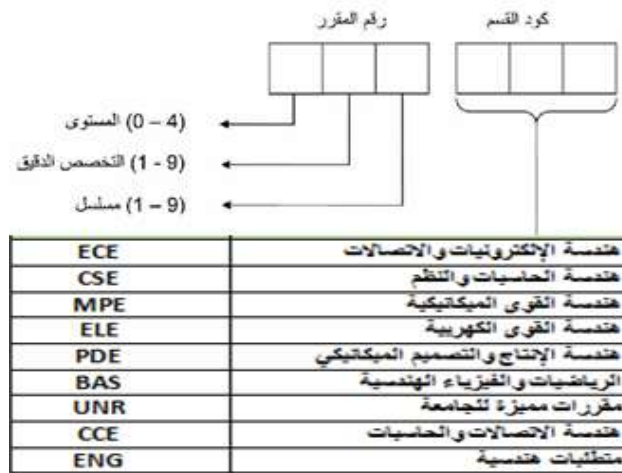 كود القسم
رقم المقرر
(0 – 4) المستوى
(1 - 9) التخصص الدقيق
(1 – 9) مسلسل
هندسة الإلكترونيات والاتصالات ECE
هندسة الحاسبات والنظم CSE
هندسة القوى الميكانيكية MPE
هندسة القوى الكهربية ELE
هندسة الإنتاج والتصميم الميكانيكي PDE
الرياضيات والفيزياء الهندسية BAS
مقررات مميزة للجامعة UNR
هندسة الاتصالات والحاسبات CCE
متطلبات هندسية ENG